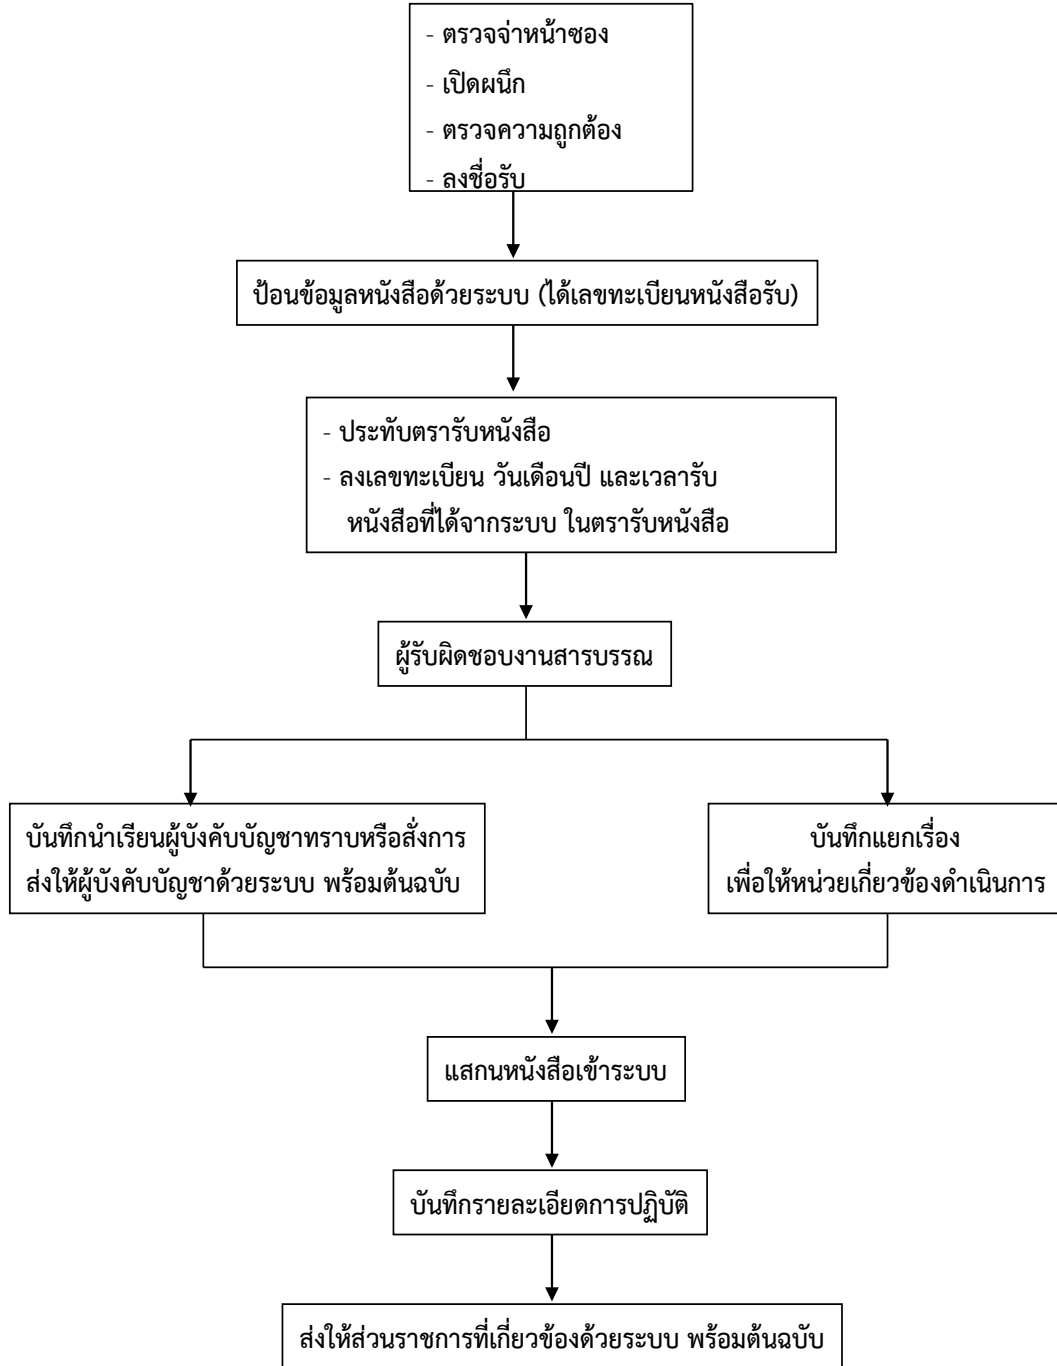 - ตรวจจ่าหน้าซอง
- เปิดผนึก
- ตรวจความถูกต้อง
- ลงชื่อรับ
ป้อนข้อมูลหนังสือด้วยระบบ (ได้เลขทะเบียนหนังสือรับ)
- ประทับตรารับหนังสือ
- ลงเลขทะเบียน วันเดือนปี และเวลารับ
หนังสือที่ได้จากระบบ ในตรารับหนังสือ
ผู้รับผิดชอบงานสารบรรณ
บันทึกนำเรียนผู้บังคับบัญชาทราบหรือสั่งการ
ส่งให้ผู้บังคับบัญชาด้วยระบบ พร้อมต้นฉบับ
บันทึกแยกเรื่อง
เพื่อให้หน่วยเกี่ยวข้องดำเนินการ
แสกนหนังสือเข้าระบบ
บันทึกรายละเอียดการปฏิบัติ
ส่งให้ส่วนราชการที่เกี่ยวข้องด้วยระบบ พร้อมต้นฉบับ